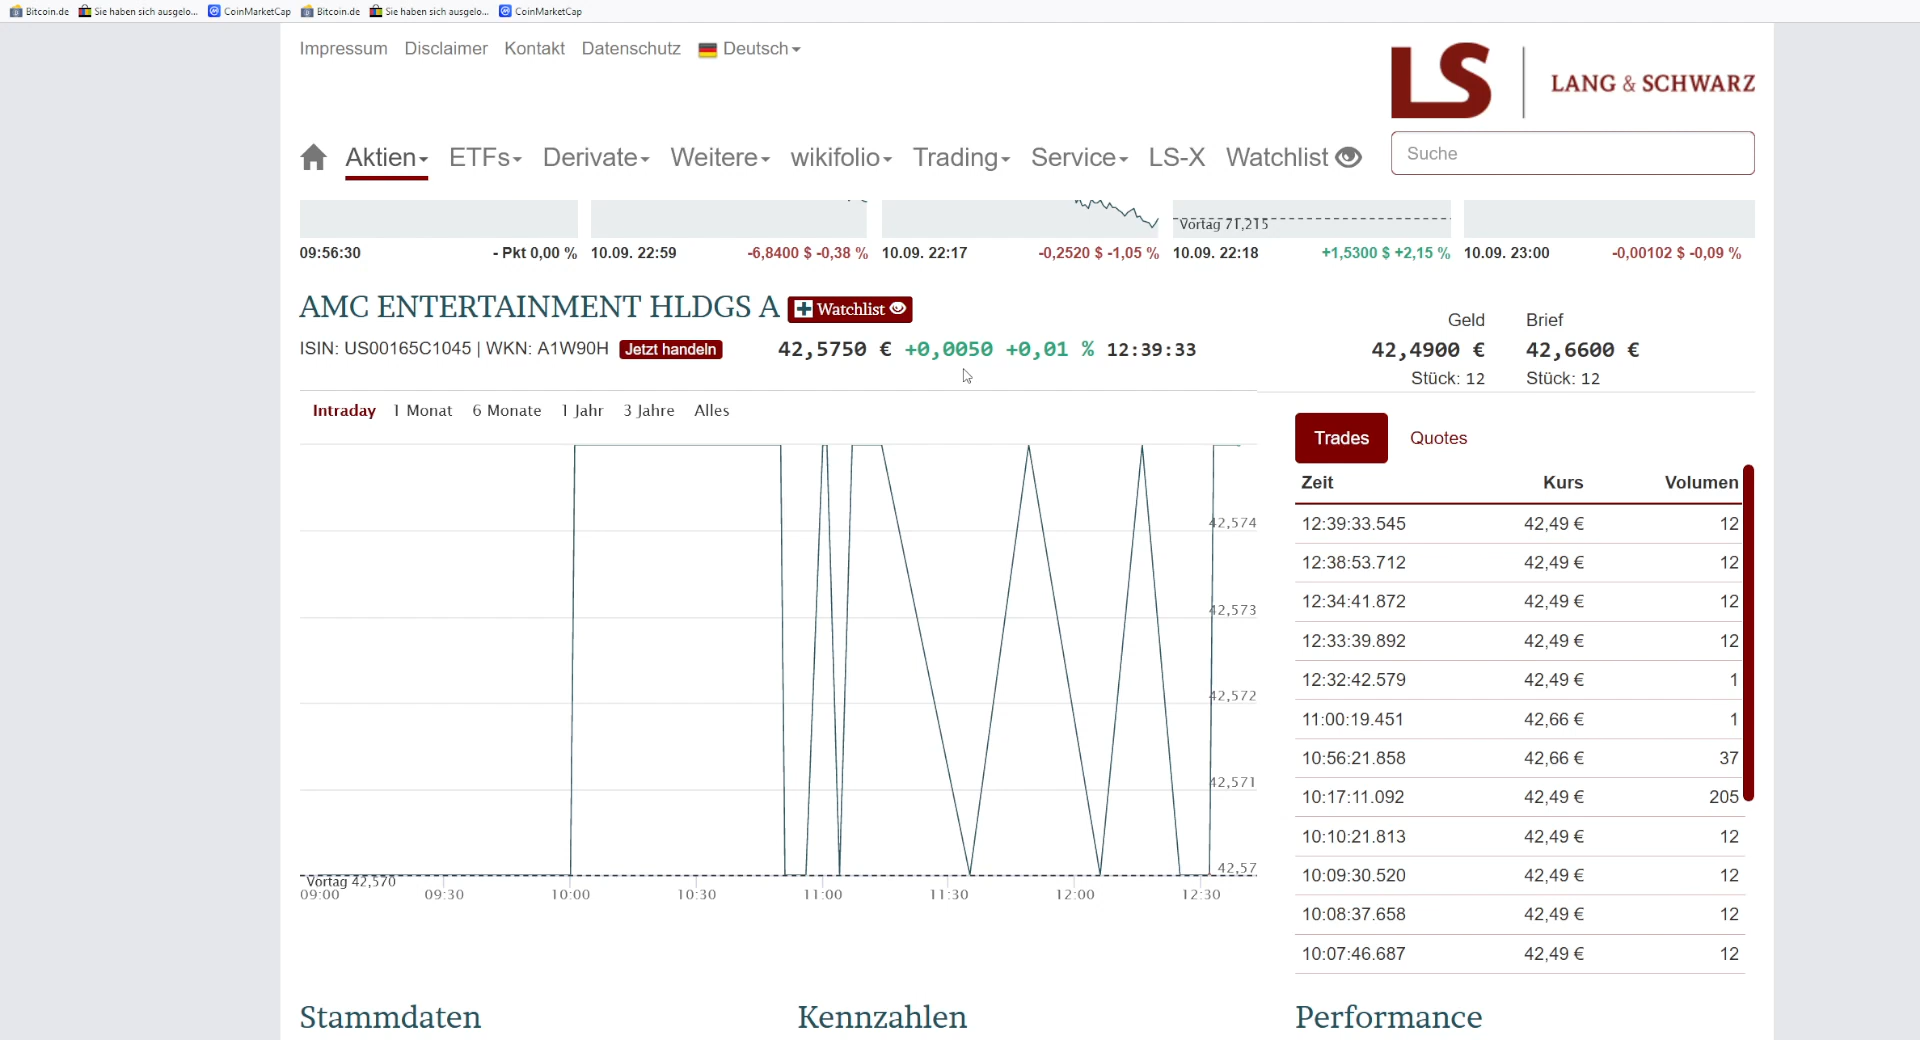 Bitcoin.de Sie haben sich ausgelo... CoinMarketCap Bitcoin.de Sie haben sich ausgelo... CoinMarketCap
Impressum Disclaimer Kontakt Datenschutz Deutsch
LS LANG & SCHWARZ
Aktien ETFs Derivate Weitere wikifolio Trading Service LS-X Watchlist
Suche
Vortag 71,215
09:56:30 - Pkt 0,00 % 10.09. 22:59 -6,8400 $ -0,38 % 10.09. 22:17 -0,2520 $ -1,05 % 10.09. 22:18 +1,5300 $ +2,15 % 10.09. 23:00 -0,00102 $ -0,09 %
AMC ENTERTAINMENT HLDGS A Watchlist
ISIN: US00165C1045 | WKN: A1W90H Jetzt handeln 42,5750 € +0,0050 +0,01 % 12:39:33
Geld Brief
42,4900 € 42,6600 €
Stück: 12 Stück: 12
Intraday 1 Monat 6 Monate 1 Jahr 3 Jahre Alles
42,574
42,573
42,572
42,571
42,57
Vortag 42,570
09:00 09:30 10:00 10:30 11:00 11:30 12:00 12:30
Trades Quotes
Zeit Kurs Volumen
12:39:33.545 42,49 € 12
12:38:53.712 42,49 € 12
12:34:41.872 42,49 € 12
12:33:39.892 42,49 € 12
12:32:42.579 42,49 € 1
11:00:19.451 42,66 € 1
10:56:21.858 42,66 € 37
10:17:11.092 42,49 € 205
10:10:21.813 42,49 € 12
10:09:30.520 42,49 € 12
10:08:37.658 42,49 € 12
10:07:46.687 42,49 € 12
Stammdaten Kennzahlen Performance